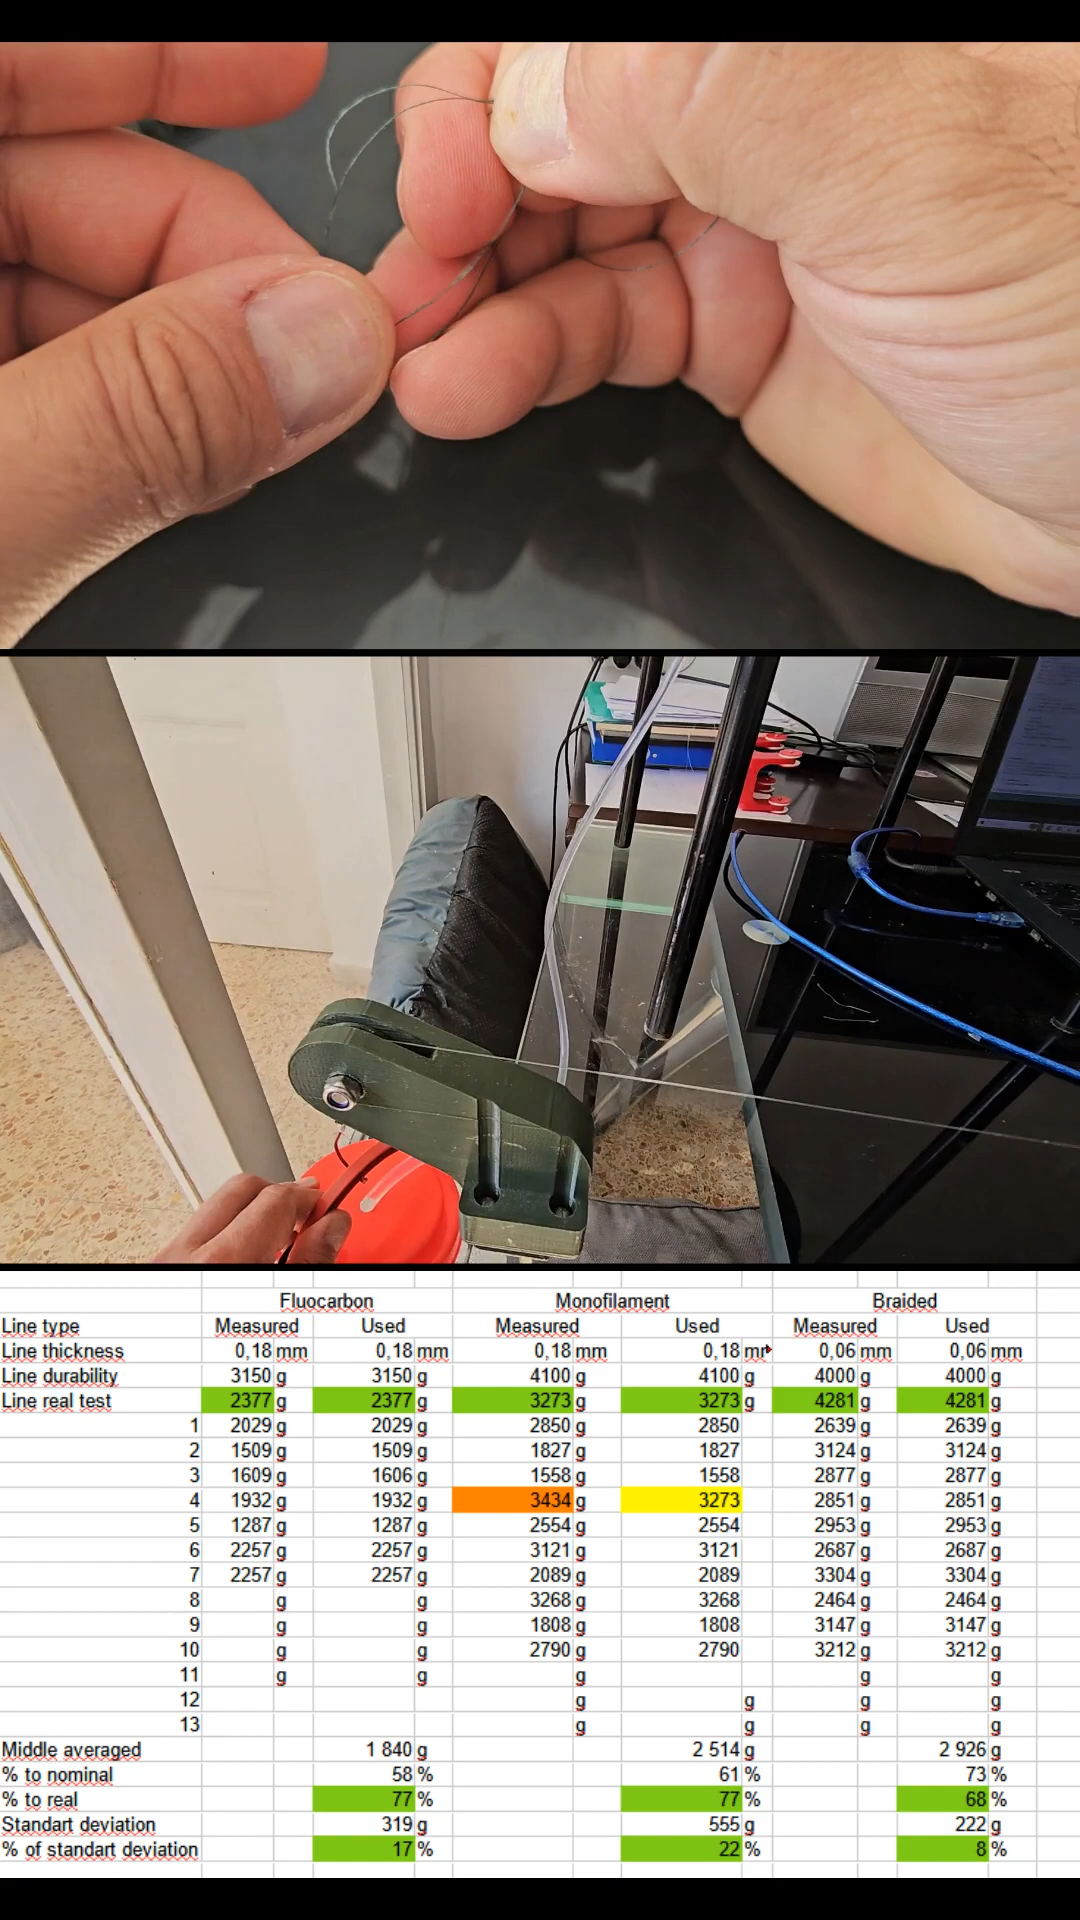 Fluocarbon Monofilament Braided
Line type Measured Used Measured Used Measured Used
Line thickness 0,18 mm 0,18 mm 0,18 mm 0,18 mm 0,06 mm 0,06 mm
Line durability 3150 g 3150 g 4100 g 4100 g 4000 g 4000 g
Line real test 2377 g 2377 g 3273 g 3273 g 4281 g 4281 g
1 2029 g 2029 g 2850 g 2850 2639 g 2639 g
2 1509 g 1509 g 1827 g 1827 3124 g 3124 g
3 1609 g 1606 g 1558 g 1558 2877 g 2877 g
4 1932 g 1932 g 3434 g 3273 2851 g 2851 g
5 1287 g 1287 g 2554 g 2554 2953 g 2953 g
6 2257 g 2257 g 3121 g 3121 2687 g 2687 g
7 2257 g 2257 g 2089 g 2089 3304 g 3304 g
8 g g 3268 g 3268 2464 g 2464 g
9 g g 1808 g 1808 3147 g 3147 g
10 g g 2790 g 2790 3212 g 3212 g
11 g g g g g
12 g g g g
13 g g g g
Middle averaged 1 840 g 2 514 g 2 926 g
% to nominal 58 % 61 % 73 %
% to real 77 % 77 % 68 %
Standart deviation 319 g 555 g 222 g
% of standart deviation 17 % 22 % 8 %